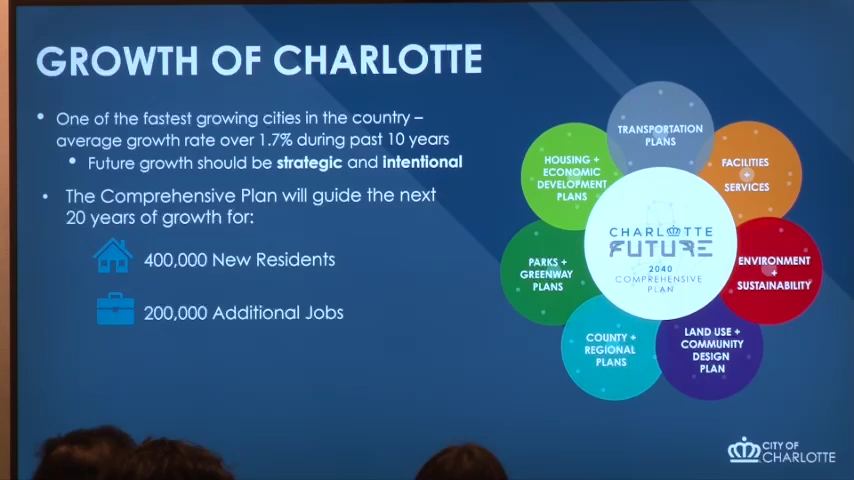 GROWTH OF CHARLOTTE
• One of the fastest growing cities in the country –
average growth rate over 1.7% during past 10 years
• Future growth should be strategic and intentional
• The Comprehensive Plan will guide the next
20 years of growth for:
400,000 New Residents
200,000 Additional Jobs
TRANSPORTATION
PLANS
HOUSING +
ECONOMIC
DEVELOPMENT
PLANS
FACILITIES
+
SERVICES
CHARLOTTE
FUTURE
2040
COMPREHENSIVE
PLAN
PARKS +
GREENWAY
PLANS
ENVIRONMENT
+
SUSTAINABILITY
COUNTY +
REGIONAL
PLANS
LAND USE +
COMMUNITY
DESIGN
PLAN
CITY OF
CHARLOTTE